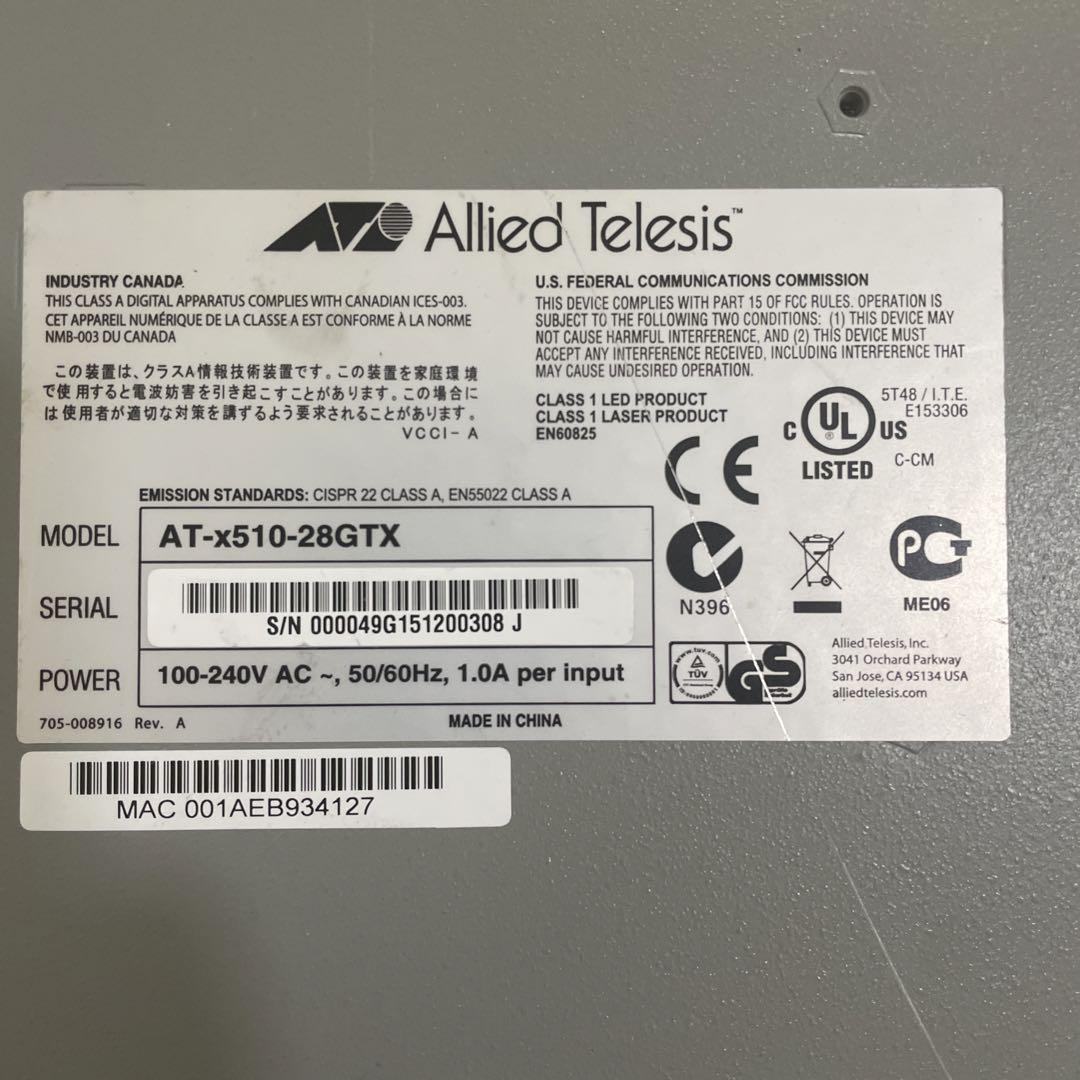 Allied Telesis™
INDUSTRY CANADA
THIS CLASS A DIGITAL APPARATUS COMPLIES WITH CANADIAN ICES-003.
CET APPAREIL NUMÉRIQUE DE LA CLASSE A EST CONFORME À LA NORME
NMB-003 DU CANADA
この装置は、クラスA情報技術装置です。この装置を家庭環境
で使用すると電波妨害を引き起こすことがあります。この場合に
は使用者が適切な対策を講ずるよう要求されることがあります。
VCCI-A
U.S. FEDERAL COMMUNICATIONS COMMISSION
THIS DEVICE COMPLIES WITH PART 15 OF FCC RULES. OPERATION IS
SUBJECT TO THE FOLLOWING TWO CONDITIONS: (1) THIS DEVICE MAY
NOT CAUSE HARMFUL INTERFERENCE, AND (2) THIS DEVICE MUST
ACCEPT ANY INTERFERENCE RECEIVED, INCLUDING INTERFERENCE THAT
MAY CAUSE UNDESIRED OPERATION.
CLASS 1 LED PRODUCT
CLASS 1 LASER PRODUCT
EN60825
C UL® US
LISTED
5T48 / I.T.E.
E153306
C-CM
CE
EMISSION STANDARDS: CISPR 22 CLASS A, EN55022 CLASS A
MODEL AT-x510-28GTX
SERIAL S/N 000049G151200308 J
POWER 100-240V AC ~, 50/60Hz, 1.0A per input
N396
ME06
www.tuv.com
TÜV
GS
Allied Telesis, Inc.
3041 Orchard Parkway
San Jose, CA 95134 USA
alliedtelesis.com
705-008916 Rev. A
MADE IN CHINA
MAC 001AEB934127